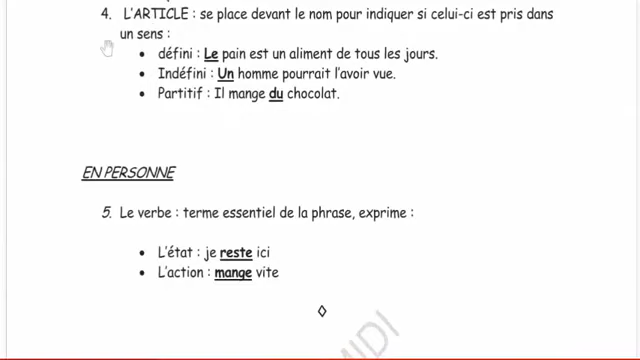 4. L'ARTICLE : se place devant le nom pour indiquer si celui-ci est pris dans
un sens :
• défini : Le pain est un aliment de tous les jours.
• Indéfini : Un homme pourrait l'avoir vue.
• Partitif : Il mange du chocolat.
EN PERSONNE
5. Le verbe : terme essentiel de la phrase, exprime :
• L'état : je reste ici
• L'action : mange vite